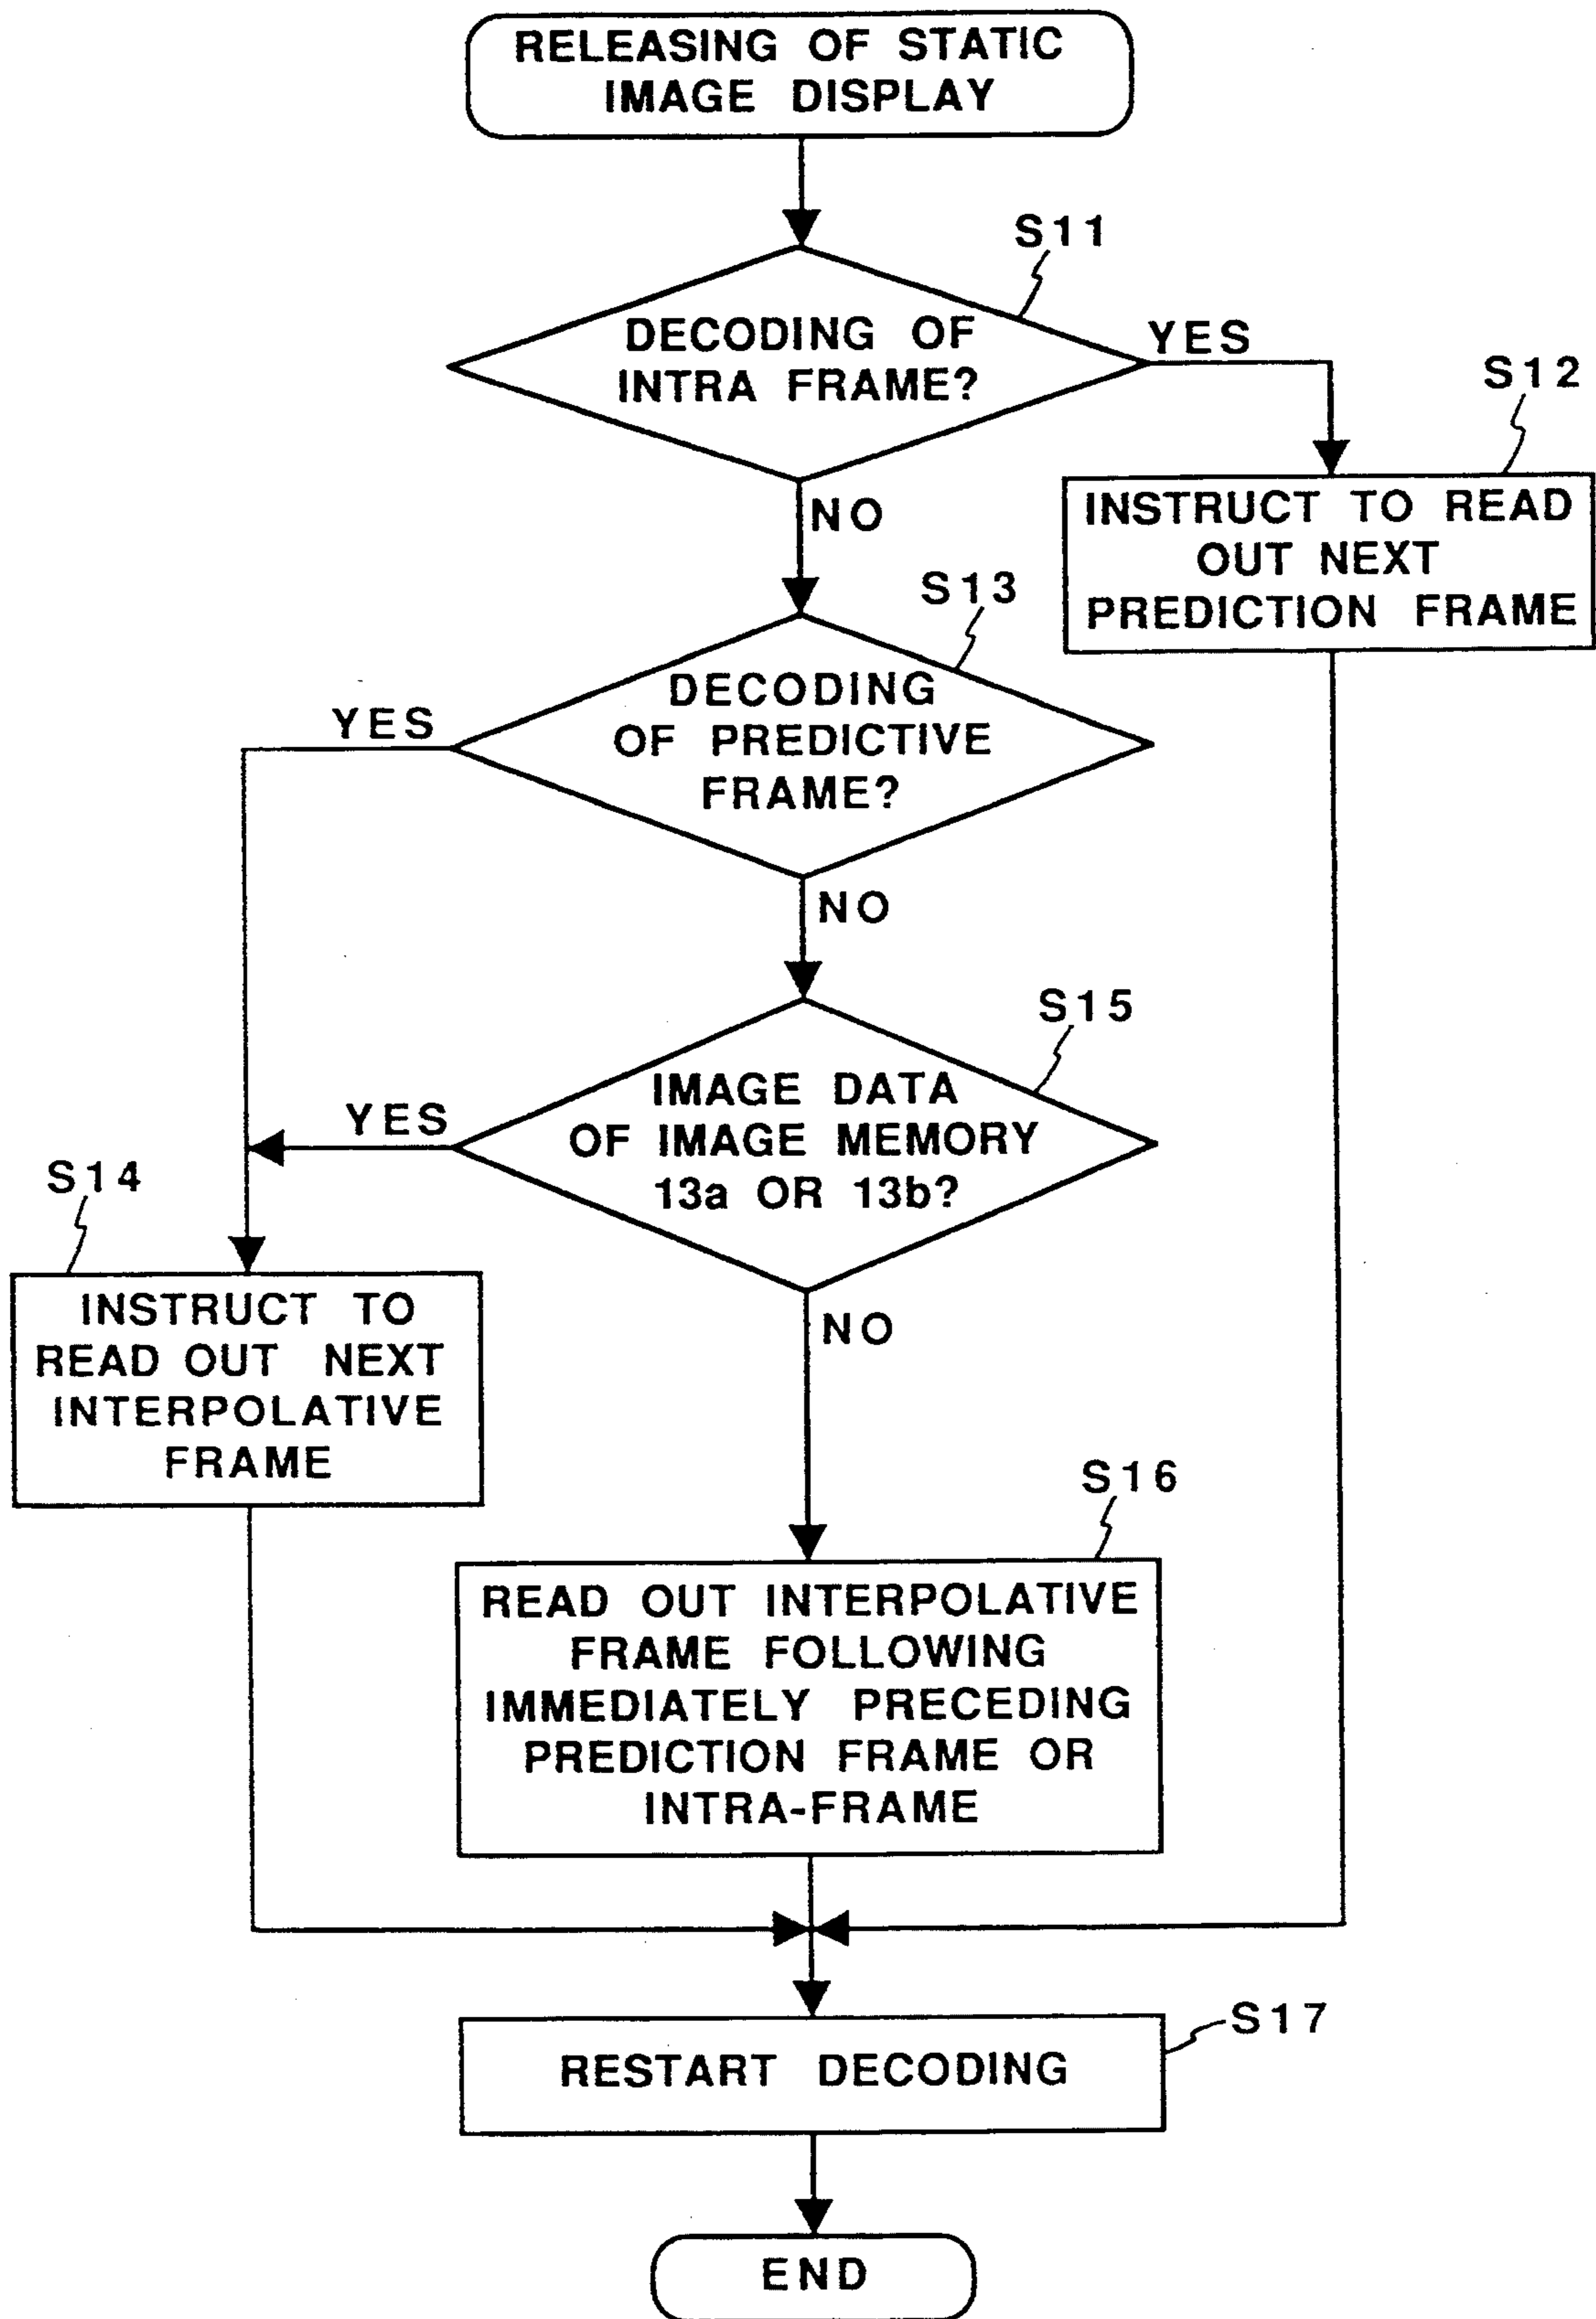 RELEASING OF STATIC
IMAGE DISPLAY
S11
DECODING OF
INTRA FRAME?
YES
S12
NO
INSTRUCT TO READ
OUT NEXT
PREDICTION FRAME
S13
DECODING
OF PREDICTIVE
FRAME?
YES
NO
S15
IMAGE DATA
OF IMAGE MEMORY
13a OR 13b?
YES
S14
NO
INSTRUCT TO
READ OUT NEXT
INTERPOLATIVE
FRAME
S16
READ OUT INTERPOLATIVE
FRAME FOLLOWING
IMMEDIATELY PRECEDING
PREDICTION FRAME OR
INTRA-FRAME
S17
RESTART DECODING
END